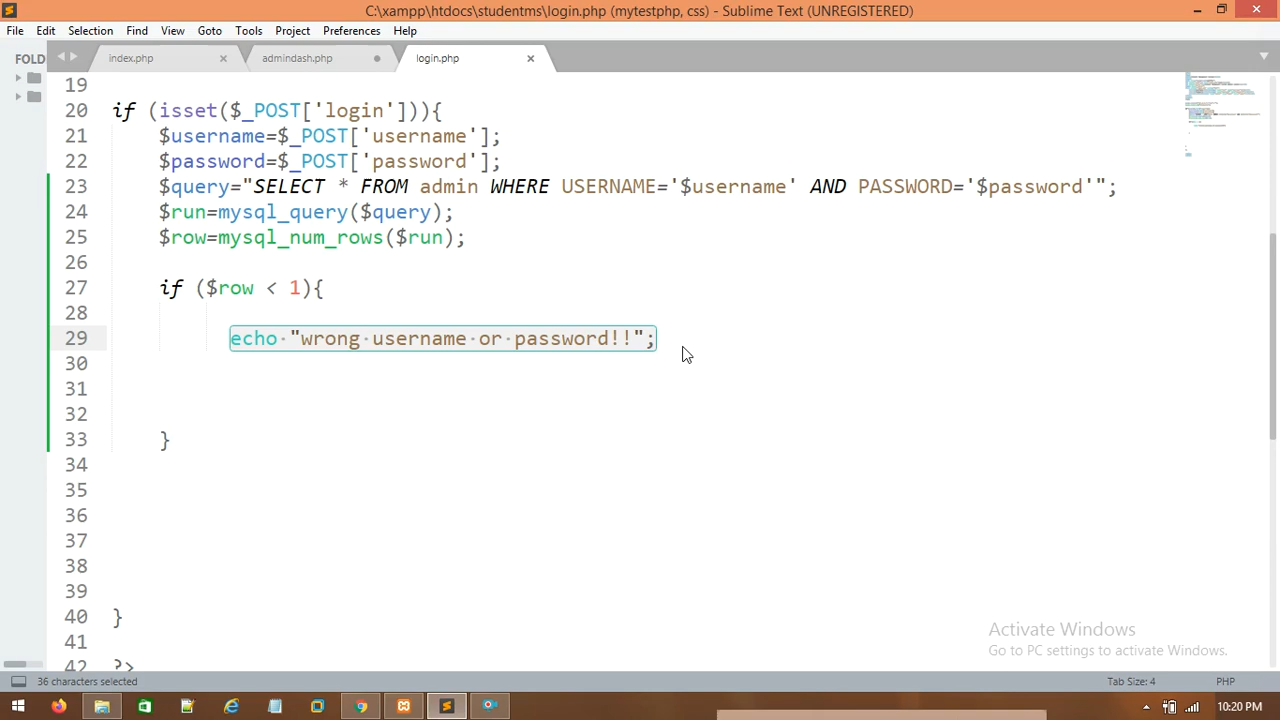 C:\xampp\htdocs\studentms\login.php (mytestphp, css) - Sublime Text (UNREGISTERED)
File Edit Selection Find View Goto Tools Project Preferences Help
FOLD
index.php admindash.php login.php
19
20 if (isset($_POST['login'])){
21 $username=$_POST['username'];
22 $password=$_POST['password'];
23 $query="SELECT * FROM admin WHERE USERNAME='$username' AND PASSWORD='$password'";
24 $run=mysql_query($query);
25 $row=mysql_num_rows($run);
26
27 if ($row < 1){
28
29 echo "wrong username or password!!";
30
31
32
33 }
34
35
36
37
38
39
40 }
41
42 ?>
Activate Windows
Go to PC settings to activate Windows.
36 characters selected Tab Size: 4 PHP
10:20 PM